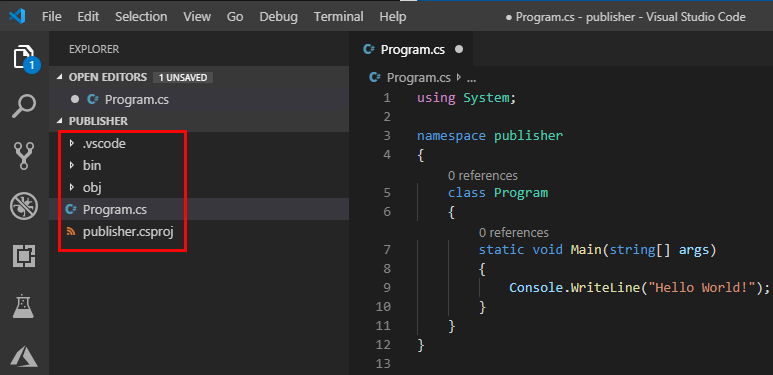 File Edit Selection View Go Debug Terminal Help ● Program.cs - publisher - Visual Studio Code
EXPLORER
OPEN EDITORS 1 UNSAVED
Program.cs
PUBLISHER
.vscode
bin
obj
Program.cs
publisher.csproj
1
Program.cs
Program.cs › ...
1 using System;
2
3 namespace publisher
4 {
0 references
5 class Program
6 {
0 references
7 static void Main(string[] args)
8 {
9 Console.WriteLine("Hello World!");
10 }
11 }
12 }
13